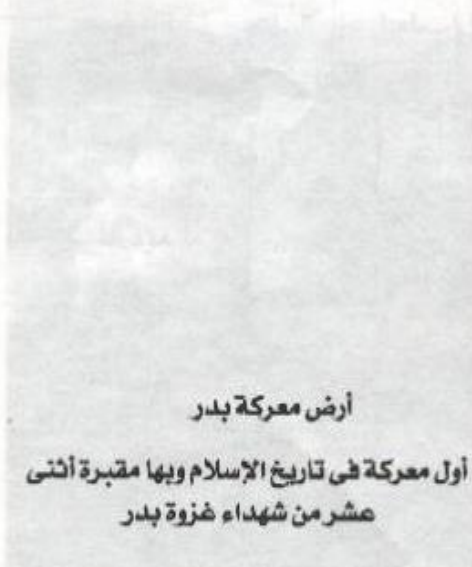 أرض معركة بدر
أول معركة فى تاريخ الإسلام وبها مقبرة أثنى
عشر من شهداء غزوة بدر